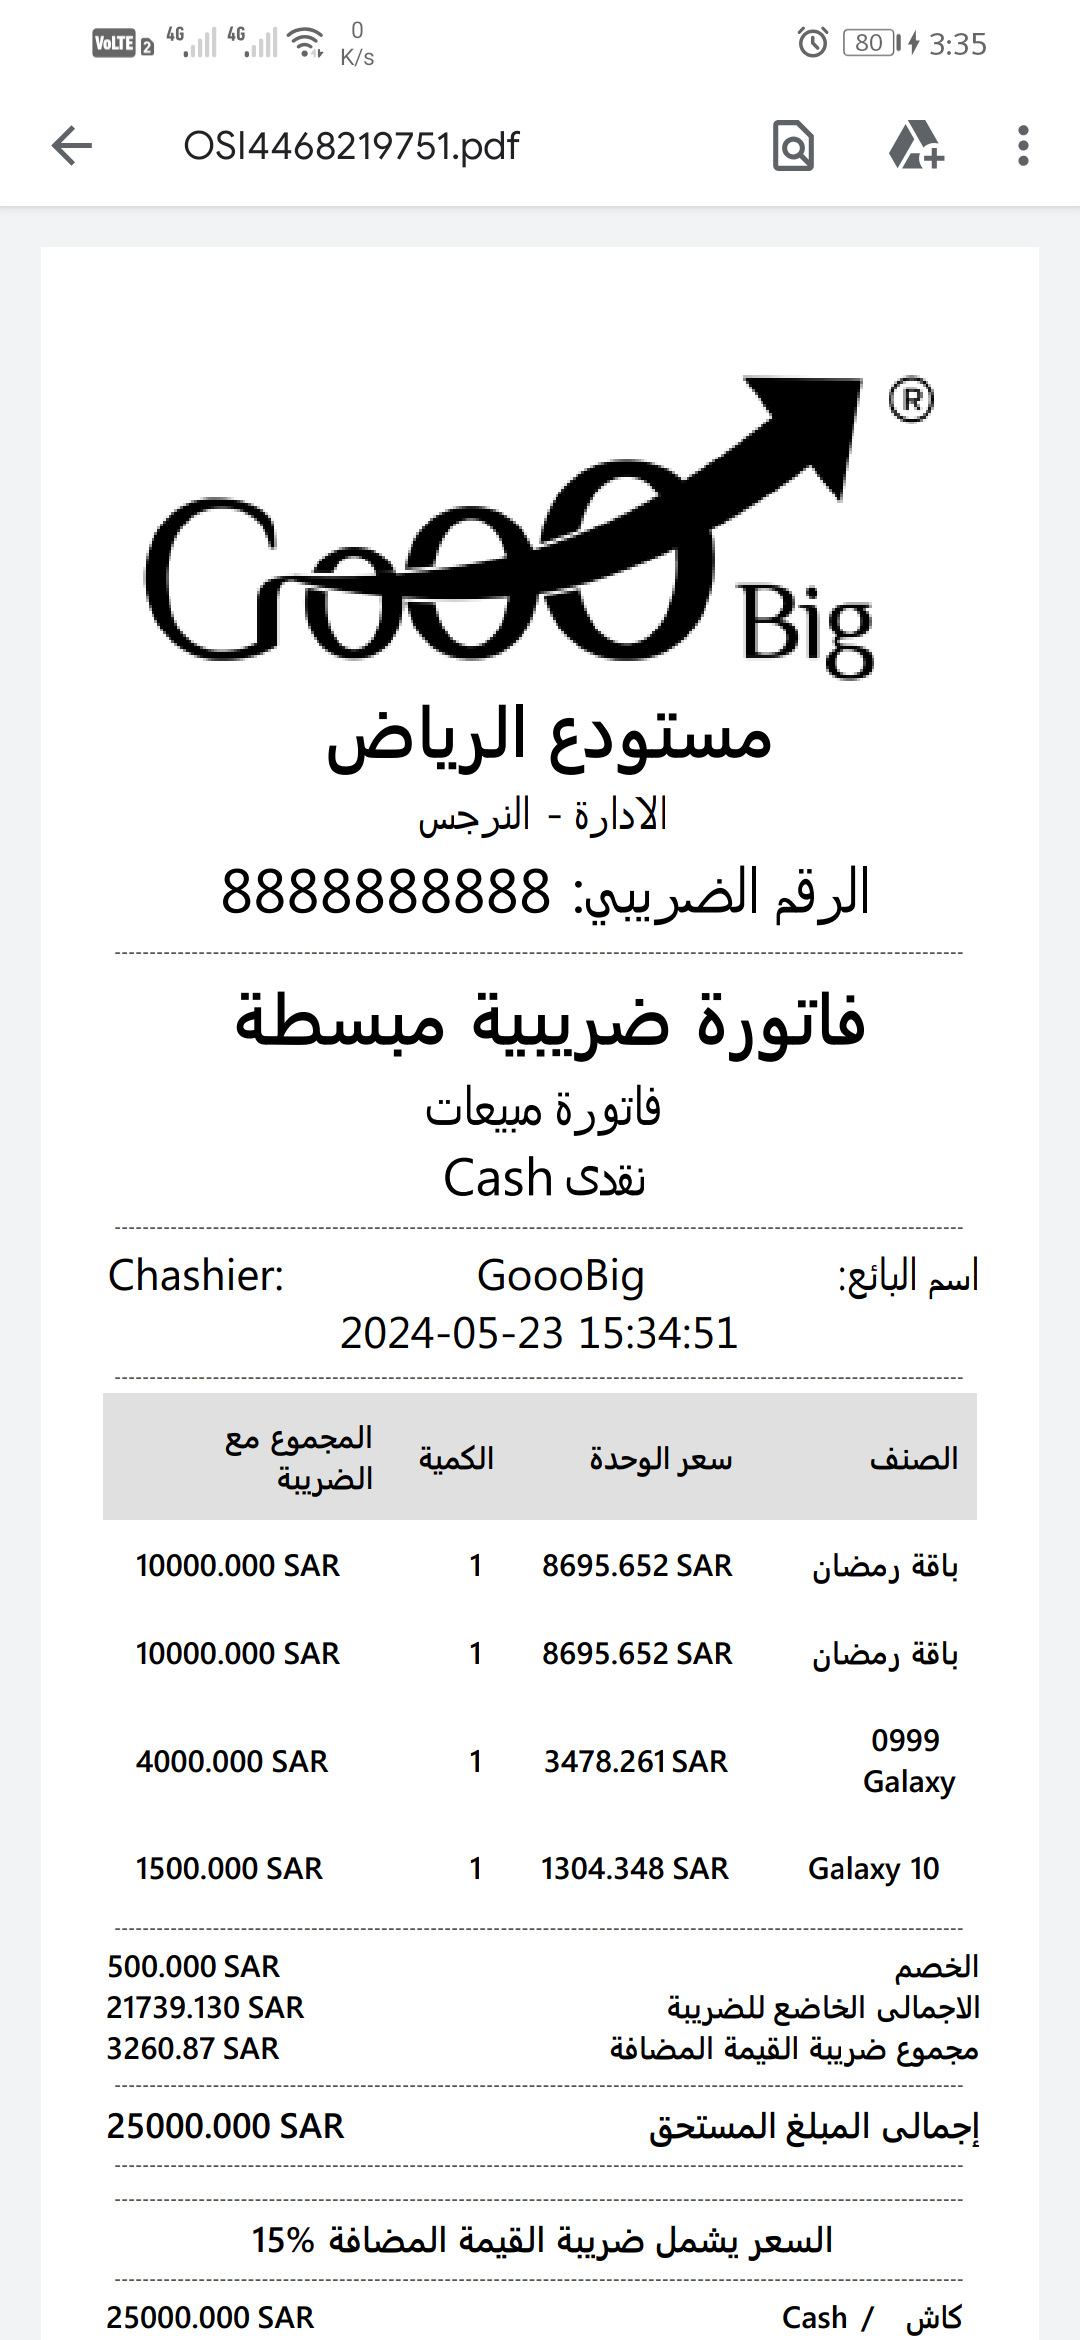 VoLTE 2 4G 4G 0 K/s 80 3:35
OSI4468219751.pdf
GoooBig ®
مستودع الرياض
الادارة - النرجس
الرقم الضريبي: 8888888888
فاتورة ضريبية مبسطة
فاتورة مبيعات
نقدى Cash
Chashier: GoooBig اسم البائع:
2024-05-23 15:34:51
الصنف سعر الوحدة الكمية المجموع مع الضريبة
باقة رمضان 8695.652 SAR 1 10000.000 SAR
باقة رمضان 8695.652 SAR 1 10000.000 SAR
0999 Galaxy 3478.261 SAR 1 4000.000 SAR
Galaxy 10 1304.348 SAR 1 1500.000 SAR
الخصم 500.000 SAR
الاجمالى الخاضع للضريبة 21739.130 SAR
مجموع ضريبة القيمة المضافة 3260.87 SAR
إجمالى المبلغ المستحق 25000.000 SAR
السعر يشمل ضريبة القيمة المضافة 15%
كاش / Cash 25000.000 SAR